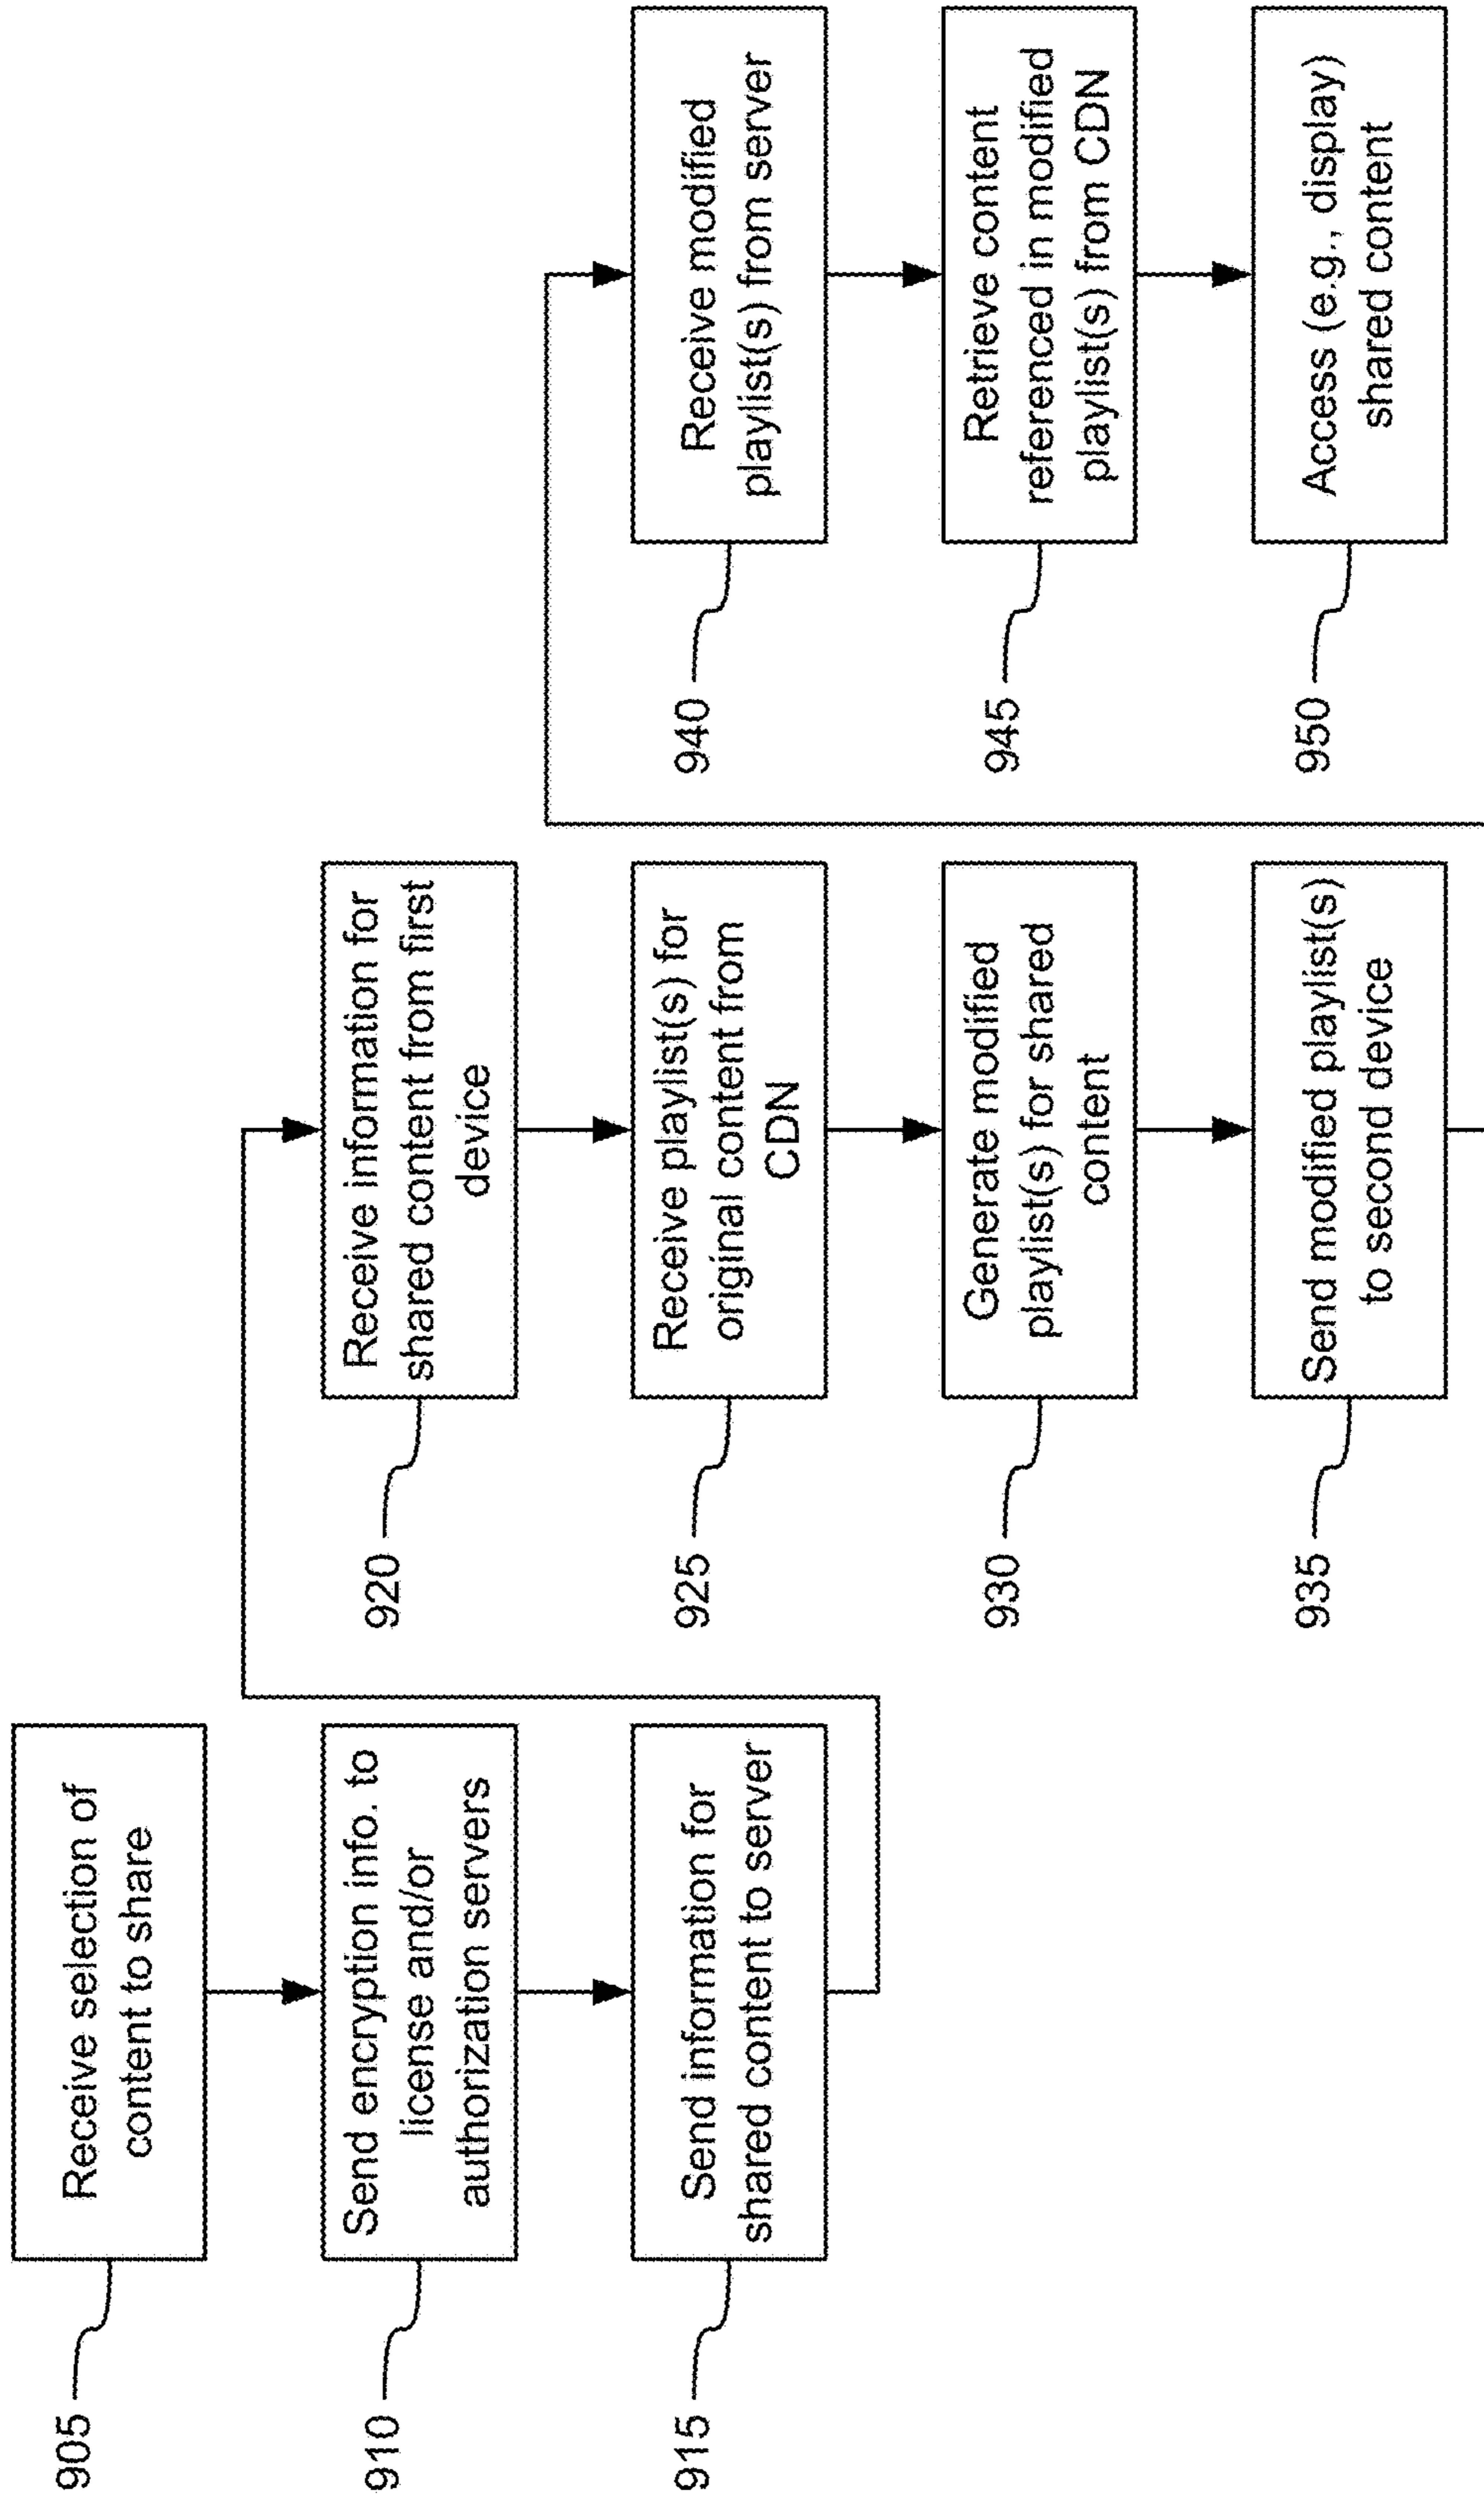 905
Receive selection of
content to share
910
Send encryption info. to
license and/or
authorization servers
915
Send information for
shared content to server
920
Receive information for
shared content from first
device
925
Receive playlist(s) for
original content from
CDN
930
Generate modified
playlist(s) for shared
content
935
Send modified playlist(s)
to second device
940
Receive modified
playlist(s) from server
945
Retrieve content
referenced in modified
playlist(s) from CDN
950
Access (e.g., display)
shared content